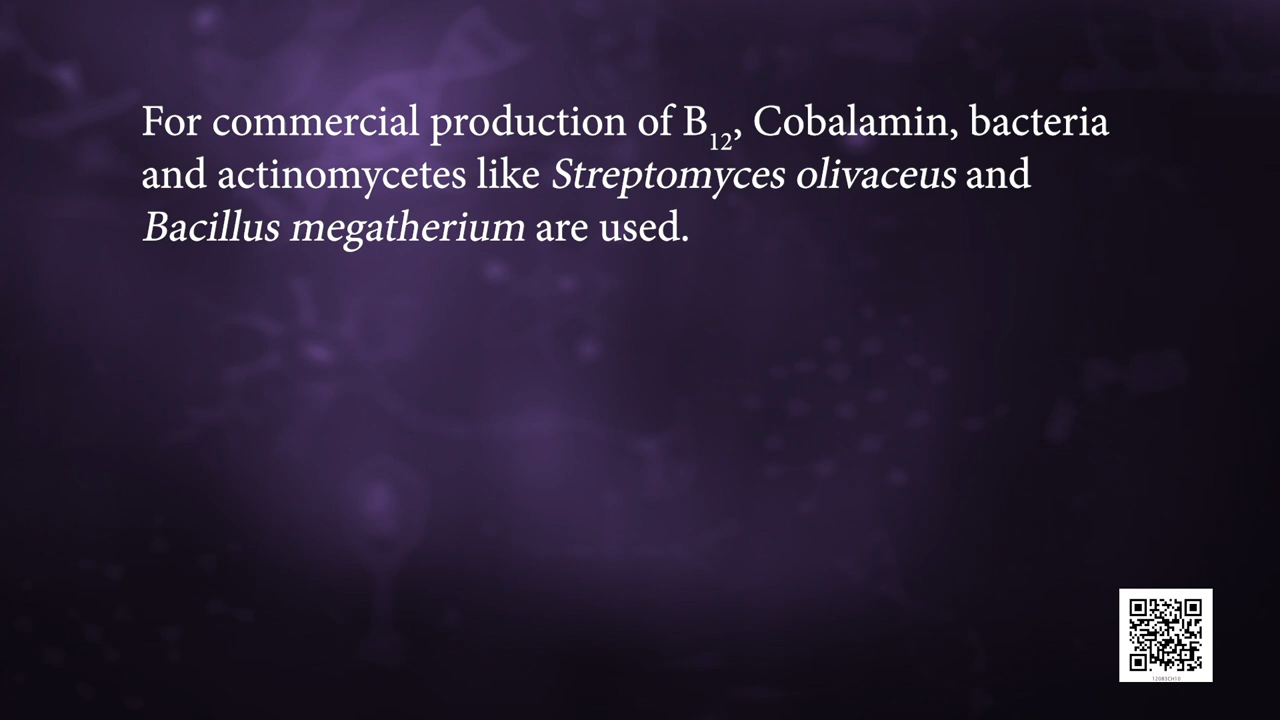 For commercial production of B₁₂, Cobalamin, bacteria
and actinomycetes like Streptomyces olivaceus and
Bacillus megatherium are used.